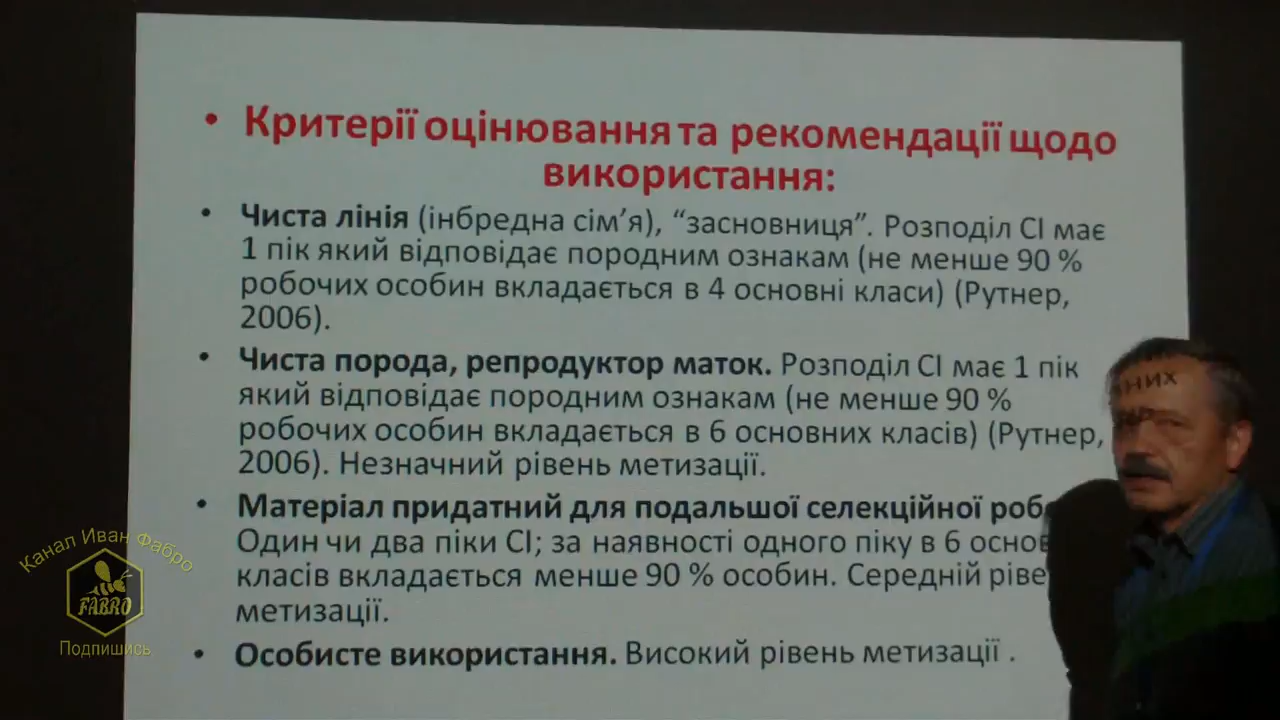 • Критерії оцінювання та рекомендації щодо
використання:
• Чиста лінія (інбредна сім’я), “засновниця”. Розподіл СІ має
1 пік який відповідає породним ознакам (не менше 90 %
робочих особин вкладається в 4 основні класи) (Рутнер,
2006).
• Чиста порода, репродуктор маток. Розподіл СІ має 1 пік
який відповідає породним ознакам (не менше 90 %
робочих особин вкладається в 6 основних класів) (Рутнер,
2006). Незначний рівень метизації.
• Матеріал придатний для подальшої селекційної
Один чи два піки СІ; за наявності одного піку в 6
класів вкладається менше 90 % особин. Середній
метизації.
• Особисте використання. Високий рівень метизації .
Канал Иван Фабро
FABRO
Подпишись